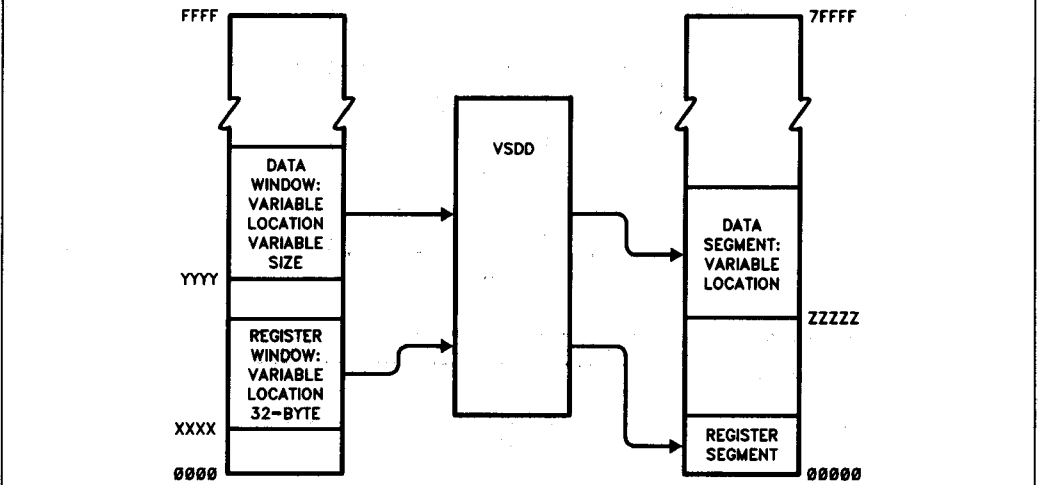 FFFF
DATA
WINDOW:
VARIABLE
LOCATION
VARIABLE
SIZE
YYYY
REGISTER
WINDOW:
VARIABLE
LOCATION
32-BYTE
XXXX
0000
VSDD
7FFFF
DATA
SEGMENT:
VARIABLE
LOCATION
ZZZZZ
REGISTER
SEGMENT
00000